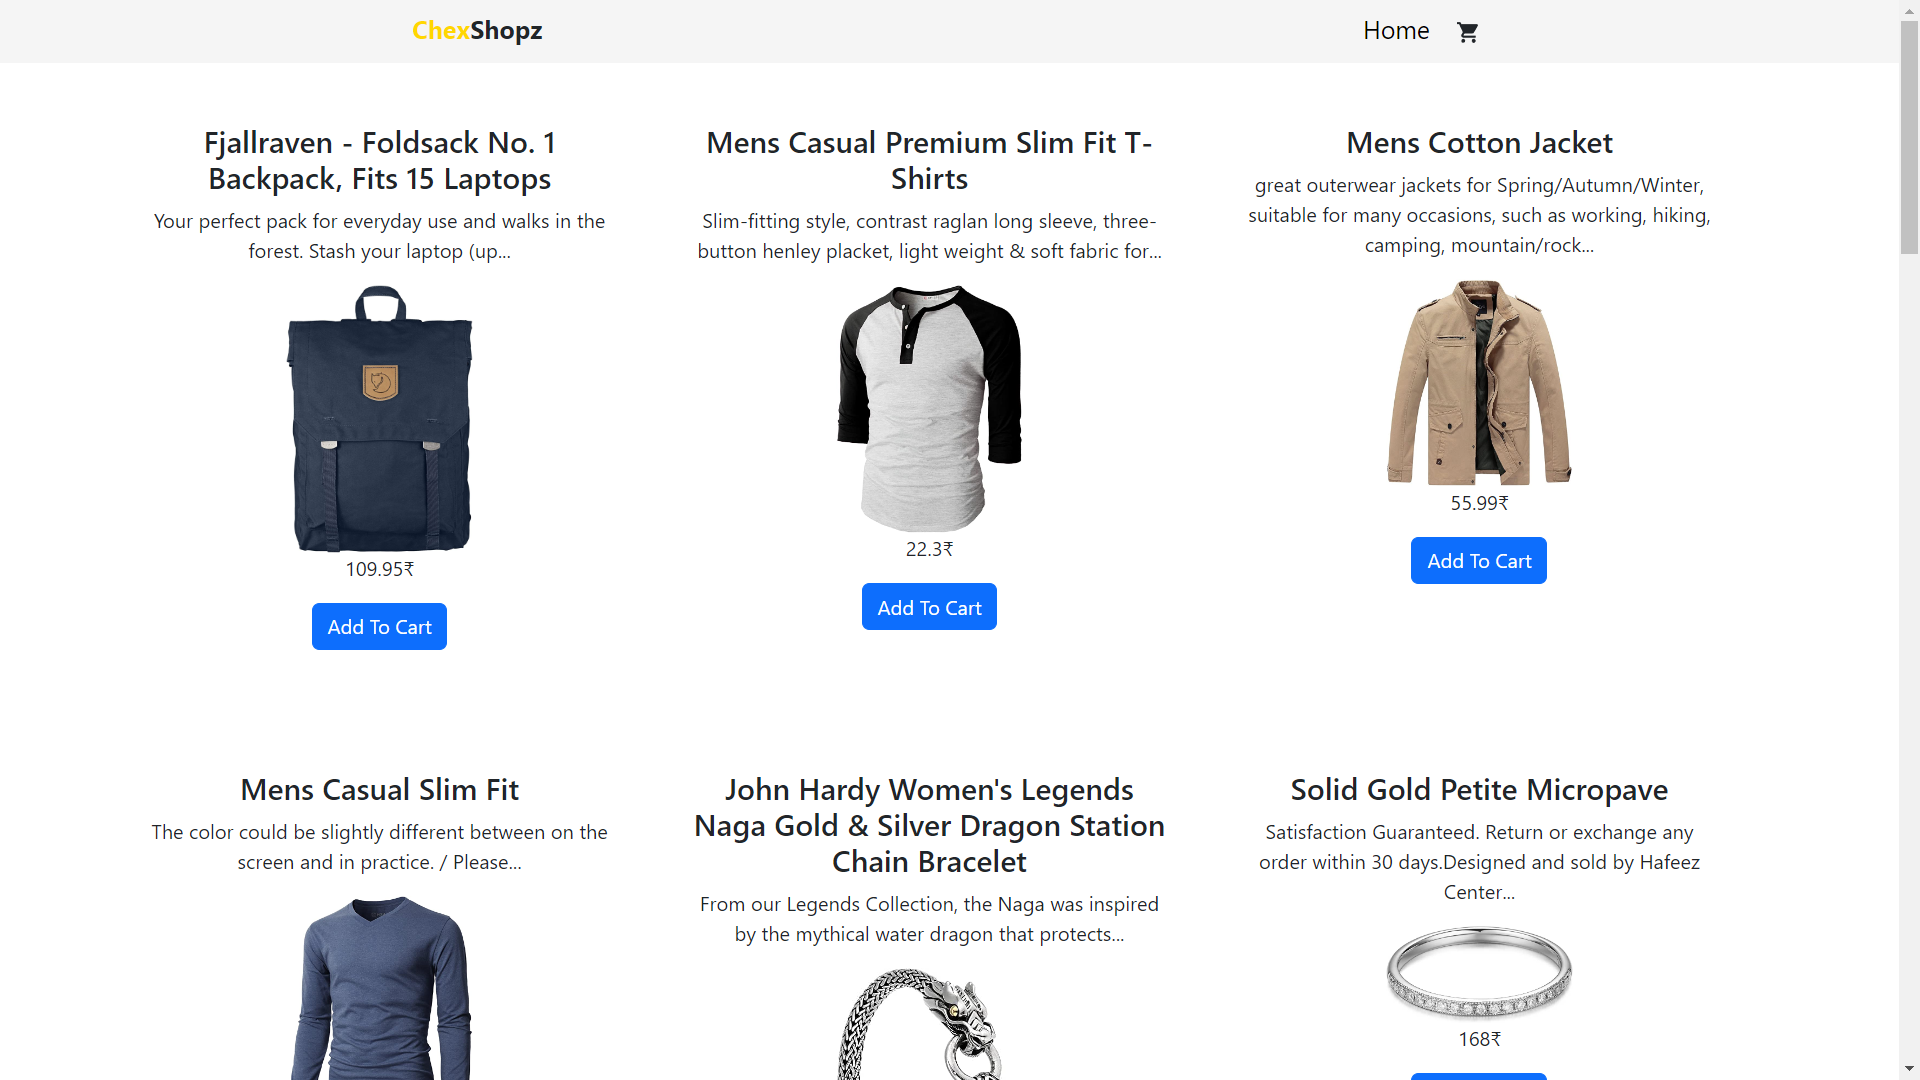 ChexShopz
Home
Fjallraven - Foldsack No. 1
Backpack, Fits 15 Laptops
Your perfect pack for everyday use and walks in the
forest. Stash your laptop (up...
109.95₹
Add To Cart
Mens Casual Premium Slim Fit T-
Shirts
Slim-fitting style, contrast raglan long sleeve, three-
button henley placket, light weight & soft fabric for...
22.3₹
Add To Cart
Mens Cotton Jacket
great outerwear jackets for Spring/Autumn/Winter,
suitable for many occasions, such as working, hiking,
camping, mountain/rock...
55.99₹
Add To Cart
Mens Casual Slim Fit
The color could be slightly different between on the
screen and in practice. / Please...
John Hardy Women's Legends
Naga Gold & Silver Dragon Station
Chain Bracelet
From our Legends Collection, the Naga was inspired
by the mythical water dragon that protects...
Solid Gold Petite Micropave
Satisfaction Guaranteed. Return or exchange any
order within 30 days.Designed and sold by Hafeez
Center...
168₹